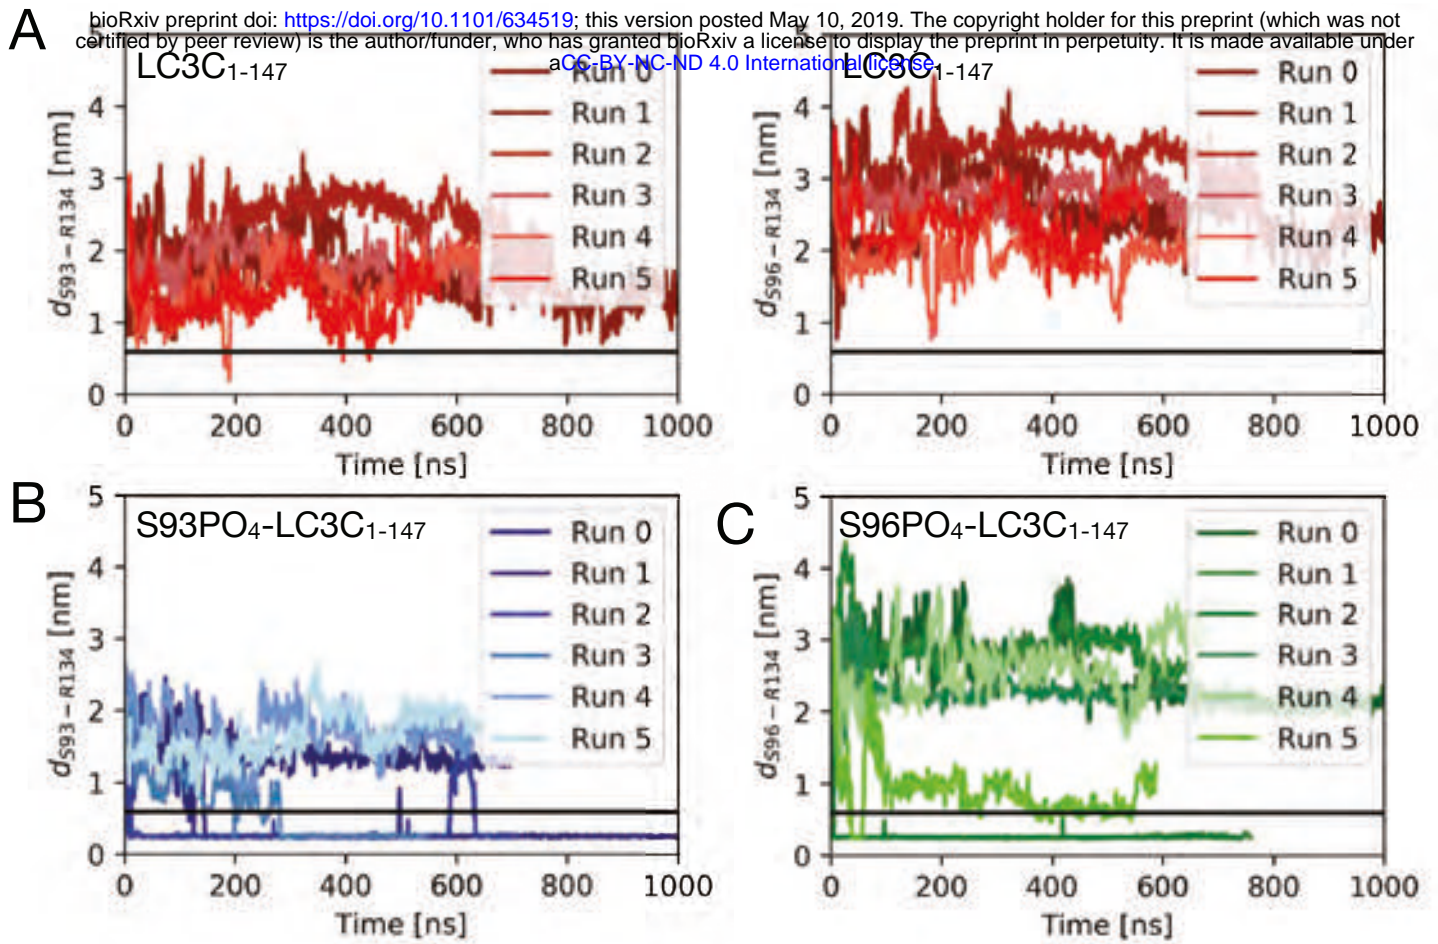 bioRxiv preprint doi: https://doi.org/10.1101/634519; this version posted May 10, 2019. The copyright holder for this preprint (which was not
certified by peer review) is the author/funder, who has granted bioRxiv a license to display the preprint in perpetuity. It is made available under
aCC-BY-NC-ND 4.0 International license.
A
LC3C1-147
Run 0
Run 1
Run 2
Run 3
Run 4
Run 5
dS93−R134 [nm]
5
4
3
2
1
0
0 200 400 600 800 1000
Time [ns]
LC3C1-147
Run 0
Run 1
Run 2
Run 3
Run 4
Run 5
dS96−R134 [nm]
4
3
2
1
0
0 200 400 600 800 1000
Time [ns]
B
S93PO4-LC3C1-147
Run 0
Run 1
Run 2
Run 3
Run 4
Run 5
dS93−R134 [nm]
5
4
3
2
1
0
0 200 400 600 800 1000
Time [ns]
C
S96PO4-LC3C1-147
Run 0
Run 1
Run 2
Run 3
Run 4
Run 5
dS96−R134 [nm]
5
4
3
2
1
0
0 200 400 600 800 1000
Time [ns]